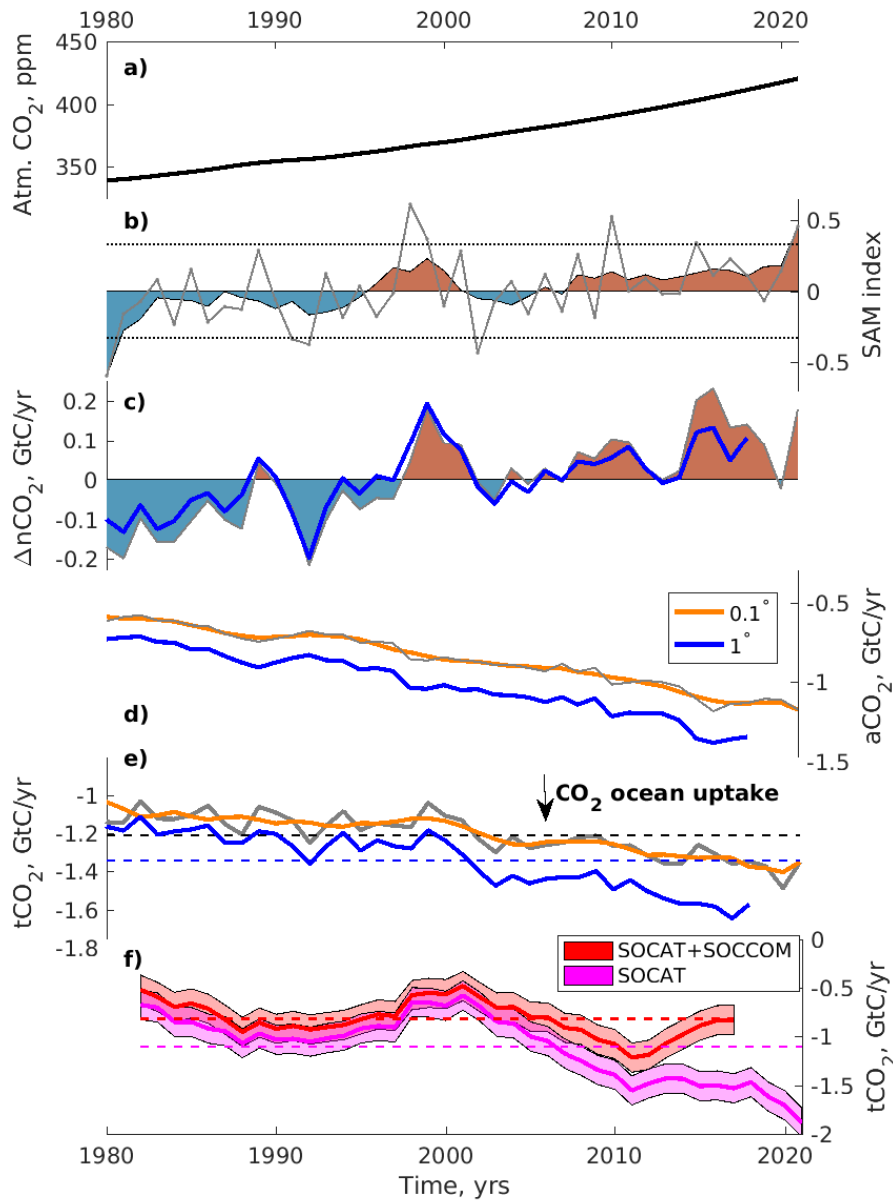 1980 1990 2000 2010 2020
450
400
350
Atm. CO2, ppm
a)
b)
0.5
0
-0.5
SAM index
c)
0.2
0.1
0
-0.1
-0.2
ΔnCO2, GtC/yr
0.1°
1°
-0.5
-1
-1.5
aCO2, GtC/yr
d)
e)
-1
-1.2
-1.4
-1.6
-1.8
tCO2, GtC/yr
CO2 ocean uptake
f)
SOCAT+SOCCOM
SOCAT
0
-0.5
-1
-1.5
-2
tCO2, GtC/yr
1980 1990 2000 2010 2020
Time, yrs